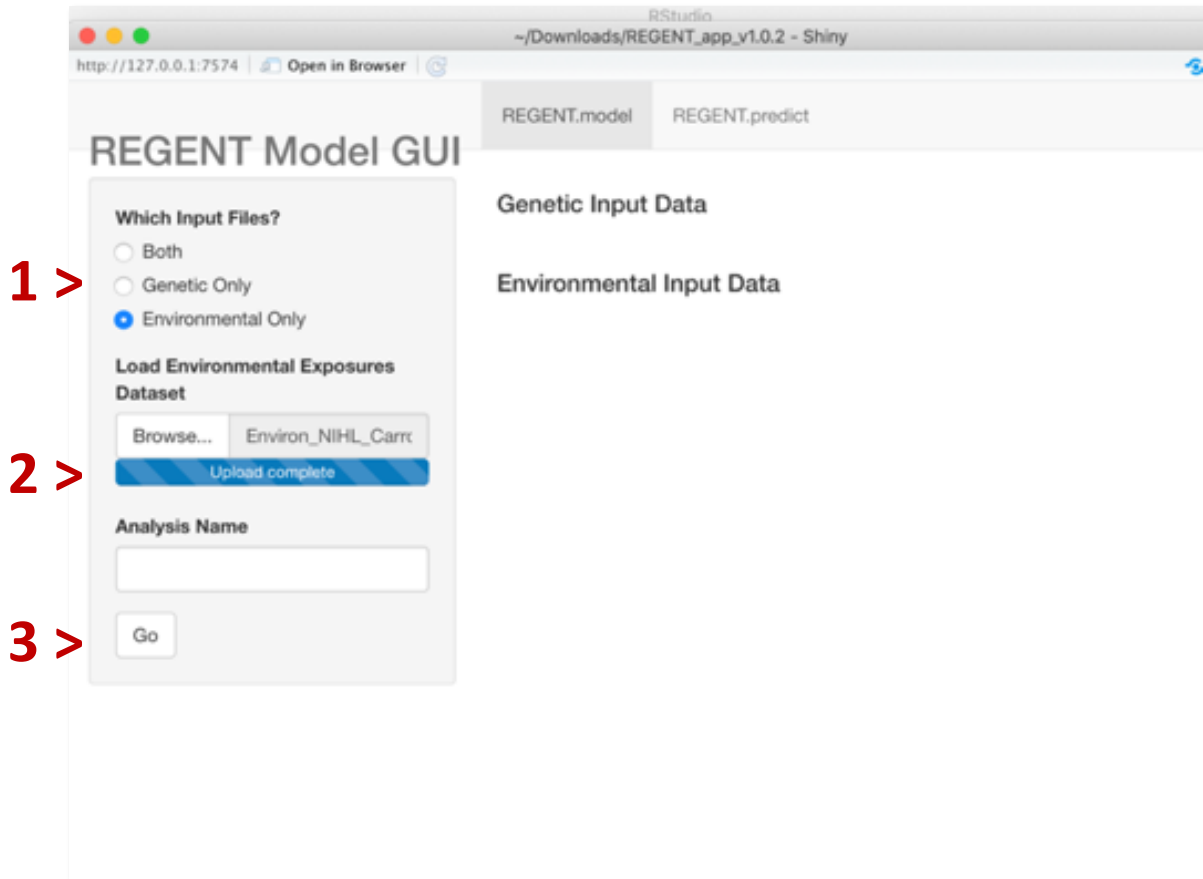 RStudio
~/Downloads/REGENT_app_v1.0.2 - Shiny
http://127.0.0.1:7574 Open in Browser
REGENT.model REGENT.predict
REGENT Model GUI
Which Input Files?
Both
1 > Genetic Only
Environmental Only
Load Environmental Exposures
Dataset
Browse... Environ_NIHL_Carr
2 > Upload complete
Analysis Name
3 > Go
Genetic Input Data
Environmental Input Data